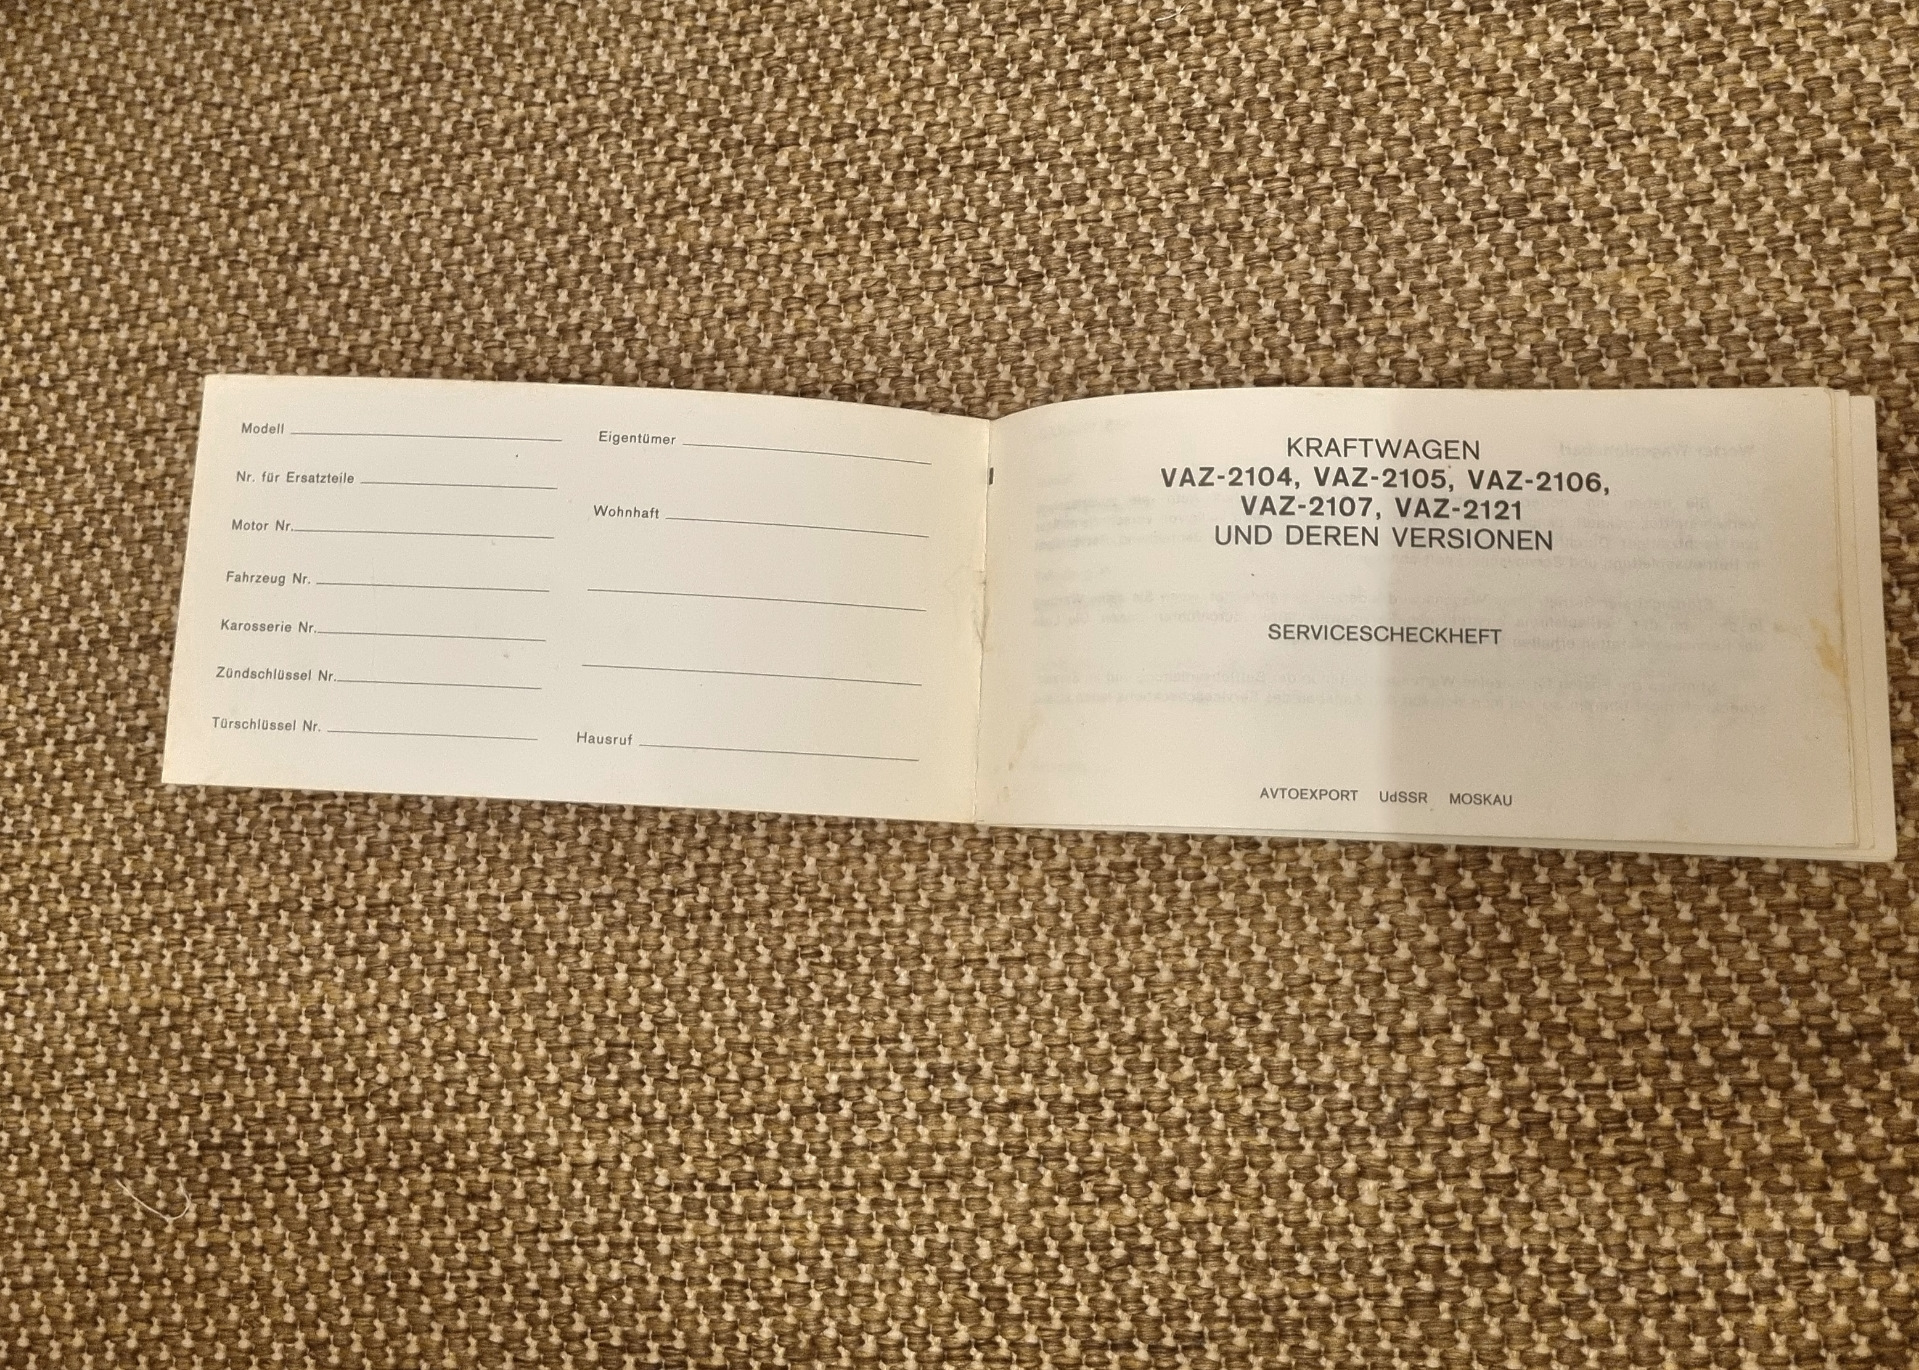 Modell
Nr. für Ersatzteile
Motor Nr.
Fahrzeug Nr.
Karosserie Nr.
Zündschlüssel Nr.
Türschlüssel Nr.
Eigentümer
Wohnhaft
Hausruf
KRAFTWAGEN
VAZ-2104, VAZ-2105, VAZ-2106,
VAZ-2107, VAZ-2121
UND DEREN VERSIONEN
SERVICESCHECKHEFT
AVTOEXPORT UdSSR MOSKAU